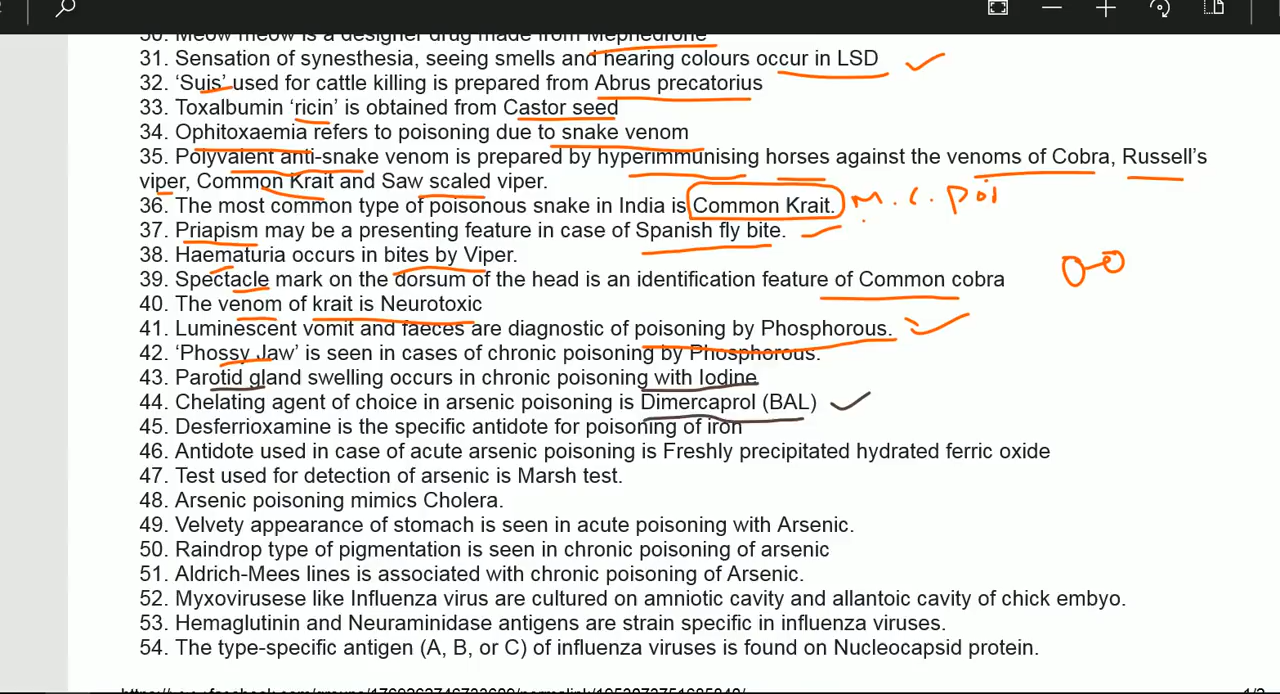 30. Meow meow is a designer drug made from Mephedrone
31. Sensation of synesthesia, seeing smells and hearing colours occur in LSD
32. ‘Suis’ used for cattle killing is prepared from Abrus precatorius
33. Toxalbumin ‘ricin’ is obtained from Castor seed
34. Ophitoxaemia refers to poisoning due to snake venom
35. Polyvalent anti-snake venom is prepared by hyperimmunising horses against the venoms of Cobra, Russell’s
viper, Common Krait and Saw scaled viper.
36. The most common type of poisonous snake in India is Common Krait. M. C. poi
37. Priapism may be a presenting feature in case of Spanish fly bite.
38. Haematuria occurs in bites by Viper.
39. Spectacle mark on the dorsum of the head is an identification feature of Common cobra
40. The venom of krait is Neurotoxic
41. Luminescent vomit and faeces are diagnostic of poisoning by Phosphorous.
42. ‘Phossy Jaw’ is seen in cases of chronic poisoning by Phosphorous.
43. Parotid gland swelling occurs in chronic poisoning with Iodine
44. Chelating agent of choice in arsenic poisoning is Dimercaprol (BAL)
45. Desferrioxamine is the specific antidote for poisoning of iron
46. Antidote used in case of acute arsenic poisoning is Freshly precipitated hydrated ferric oxide
47. Test used for detection of arsenic is Marsh test.
48. Arsenic poisoning mimics Cholera.
49. Velvety appearance of stomach is seen in acute poisoning with Arsenic.
50. Raindrop type of pigmentation is seen in chronic poisoning of arsenic
51. Aldrich-Mees lines is associated with chronic poisoning of Arsenic.
52. Myxovirusese like Influenza virus are cultured on amniotic cavity and allantoic cavity of chick embyo.
53. Hemaglutinin and Neuraminidase antigens are strain specific in influenza viruses.
54. The type-specific antigen (A, B, or C) of influenza viruses is found on Nucleocapsid protein.